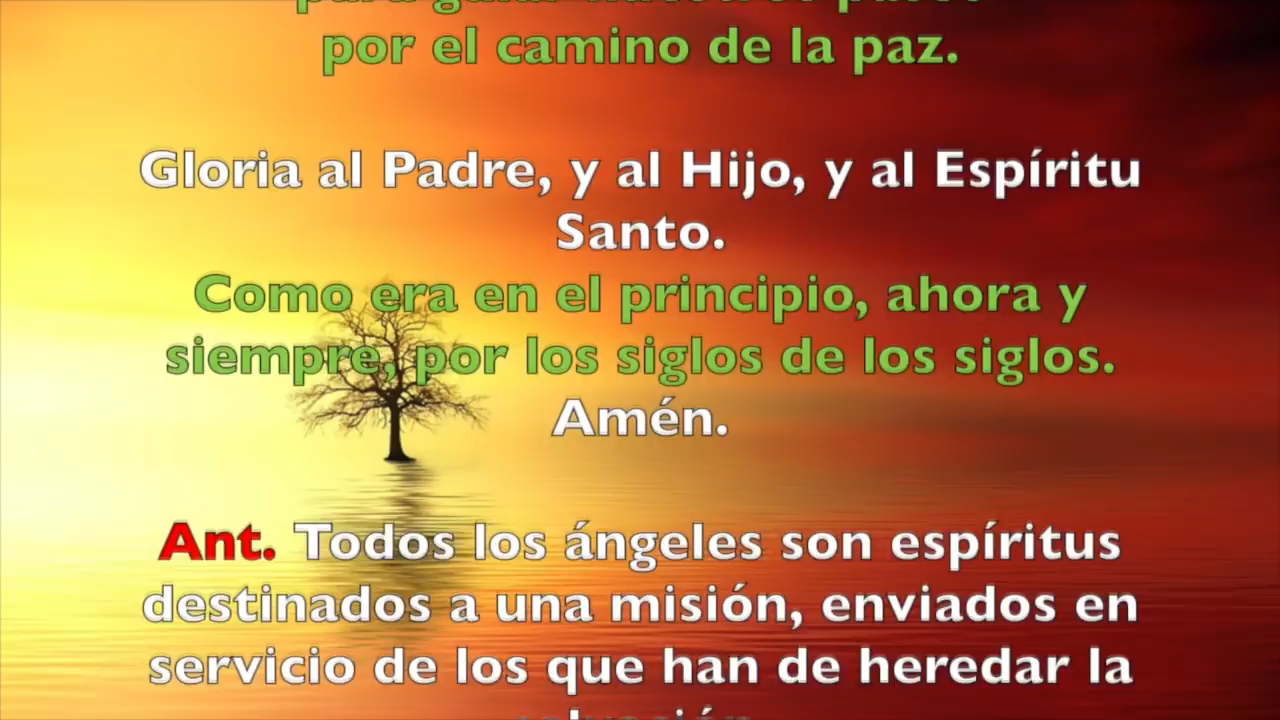 por el camino de la paz.
Gloria al Padre, y al Hijo, y al Espíritu
Santo.
Como era en el principio, ahora y
siempre, por los siglos de los siglos.
Amén.
Ant. Todos los ángeles son espíritus
destinados a una misión, enviados en
servicio de los que han de heredar la